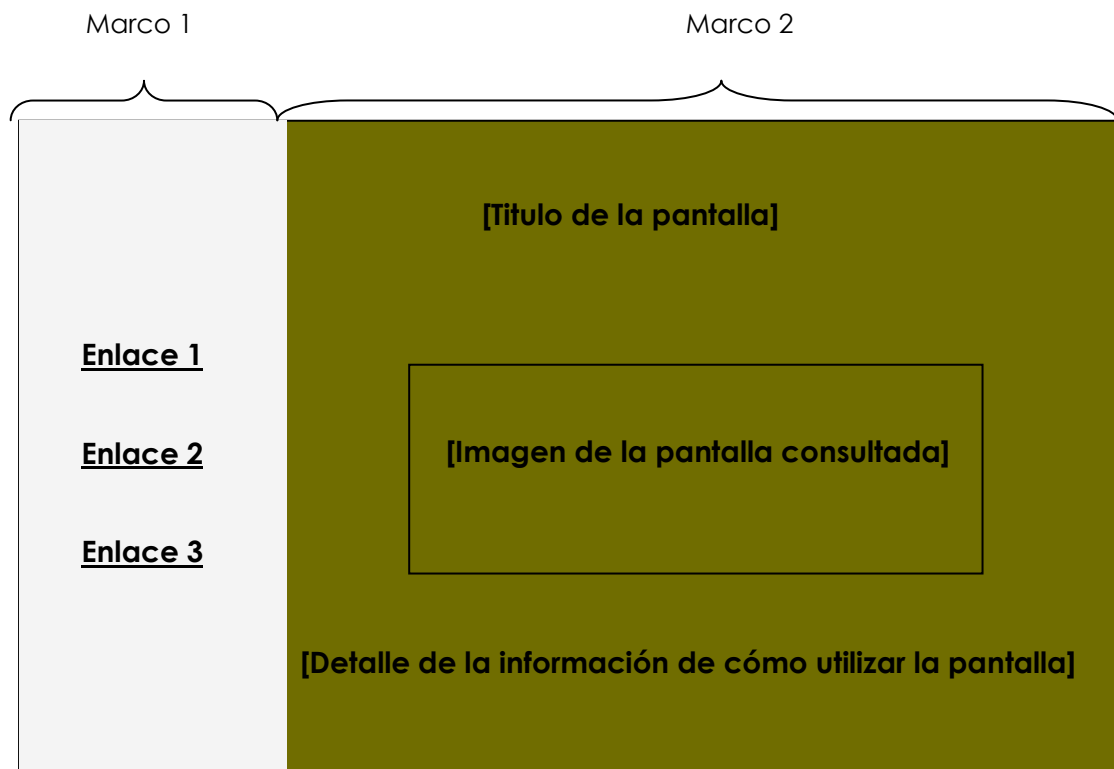 Marco 1
Marco 2
[Titulo de la pantalla]
Enlace 1
Enlace 2
Enlace 3
[Imagen de la pantalla consultada]
[Detalle de la información de cómo utilizar la pantalla]